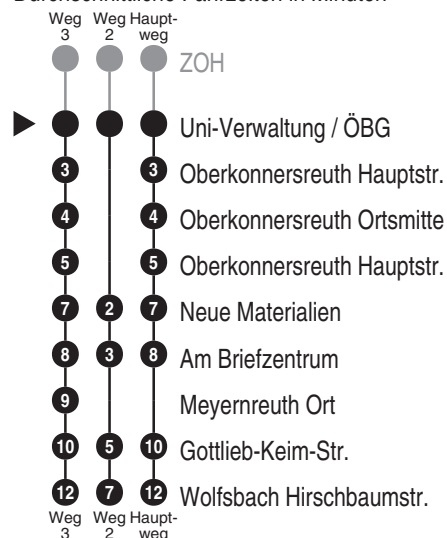 Durchschnittliche Fahrzeiten in Minuten
Weg 3 Weg 2 Haupt-weg
ZOH
Uni-Verwaltung / ÖBG
3 3 Oberkonnersreuth Hauptstr.
4 4 Oberkonnersreuth Ortsmitte
5 5 Oberkonnersreuth Hauptstr.
7 2 7 Neue Materialien
8 3 8 Am Briefzentrum
9 Meyernreuth Ort
10 5 10 Gottlieb-Keim-Str.
12 7 12 Wolfsbach Hirschbaumstr.
Weg 3 Weg 2 Haupt-weg